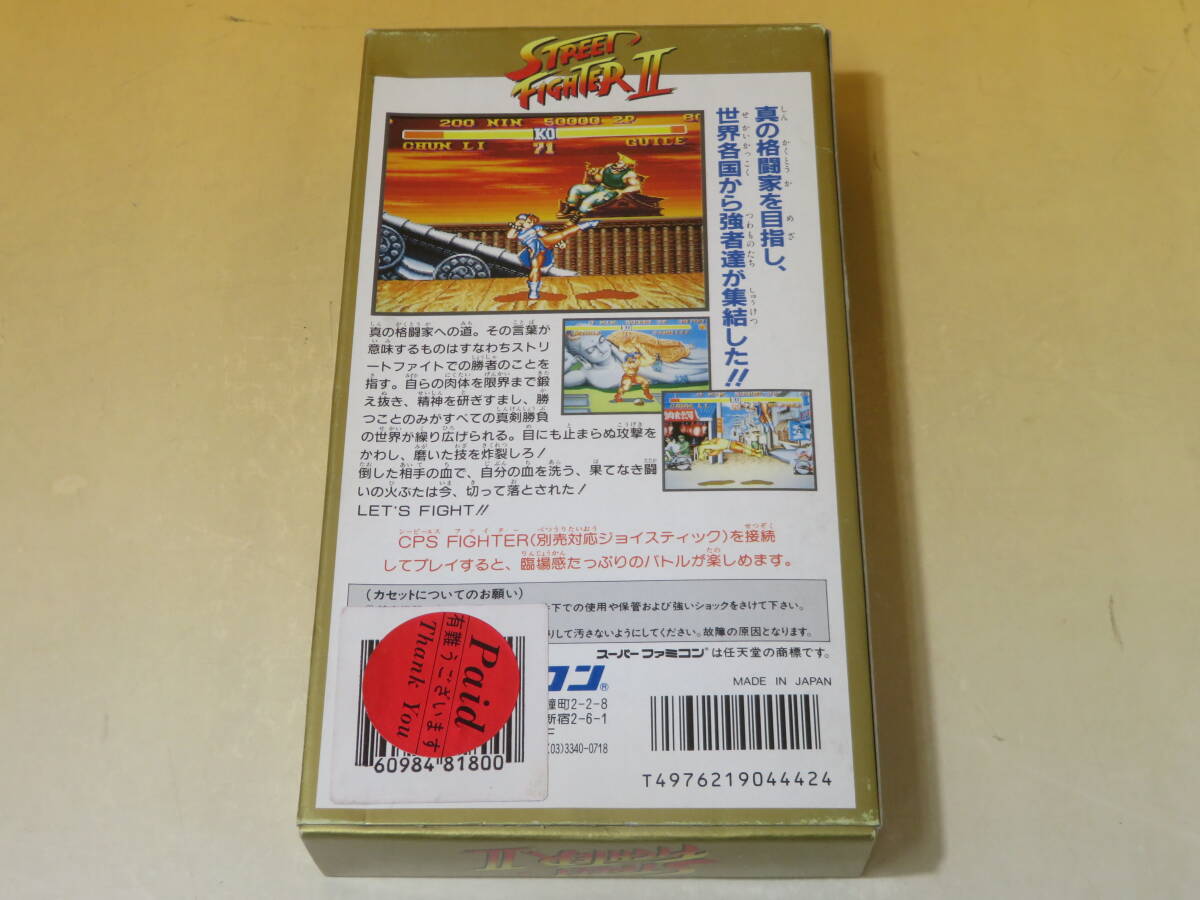 STREET
FIGHTER II
真の格闘家を目指し、
世界各国から強者達が集結した!!
200 NIN 50000 2P
KO
CHUN LI 71 GUILE
真の格闘家への道。その言葉が
意味するものはすなわちストリ
ートファイトでの勝者のことを
指す。自らの肉体を限界まで鍛
え抜き、精神を研ぎすまし、勝
つことのみがすべての真剣勝負
の世界が繰り広げられる。目にも止まらぬ攻撃を
かわし、磨いた技を炸裂しろ!
倒した相手の血で、自分の血を洗う、果てなき闘
いの火ぶたは今、切って落とされた!
LET'S FIGHT!!
CPS FIGHTER(別売対応ジョイスティック)を接続
してプレイすると、臨場感たっぷりのバトルが楽しめます。
(カセットについてのお願い)
下での使用や保管および強いショックをさけて下さい。
りして汚さないようにしてください。故障の原因となります。
スーパーファミコン®は任天堂の商標です。
コン®
MADE IN JAPAN
町2-2-8
新宿2-6-1
F
(03)3340-0718
T4976219044424
Paid
有難うございます
Thank You
60984 81800
STREET
FIGHTER II